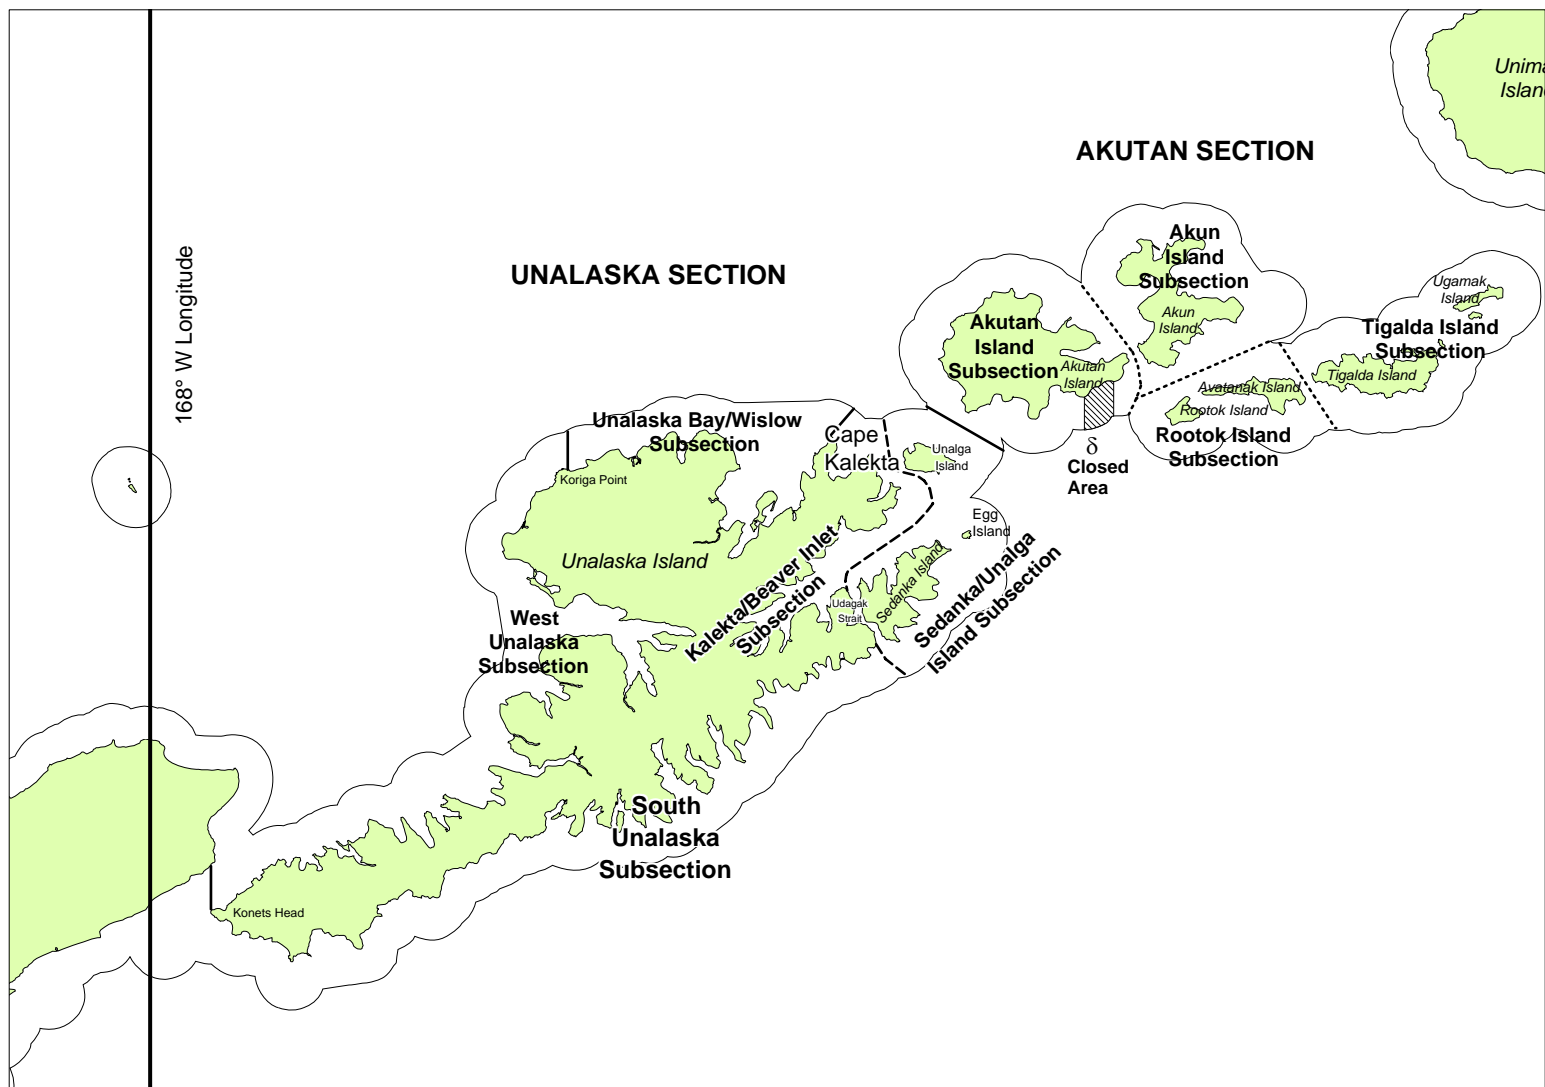 Unima
Islan
AKUTAN SECTION
168° W Longitude
UNALASKA SECTION
Akun
Island
Subsection
Akun
Island
Ugamak
Island
Tigalda Island
Subsection
Tigalda Island
Akutan
Island
Subsection
Akutan
Island
Avatanak Island
Rootok Island
Rootok Island
Subsection
δ
Closed
Area
Unalaska Bay/Wislow
Subsection
Cape
Kalekta
Unalga
Island
Koriga Point
Egg
Island
Unalaska Island
Kalekta/Beaver Inlet
Subsection
Sedanka Island
Sedanka/Unalga
Island Subsection
Udagak
Strait
West
Unalaska
Subsection
South
Unalaska
Subsection
Konets Head